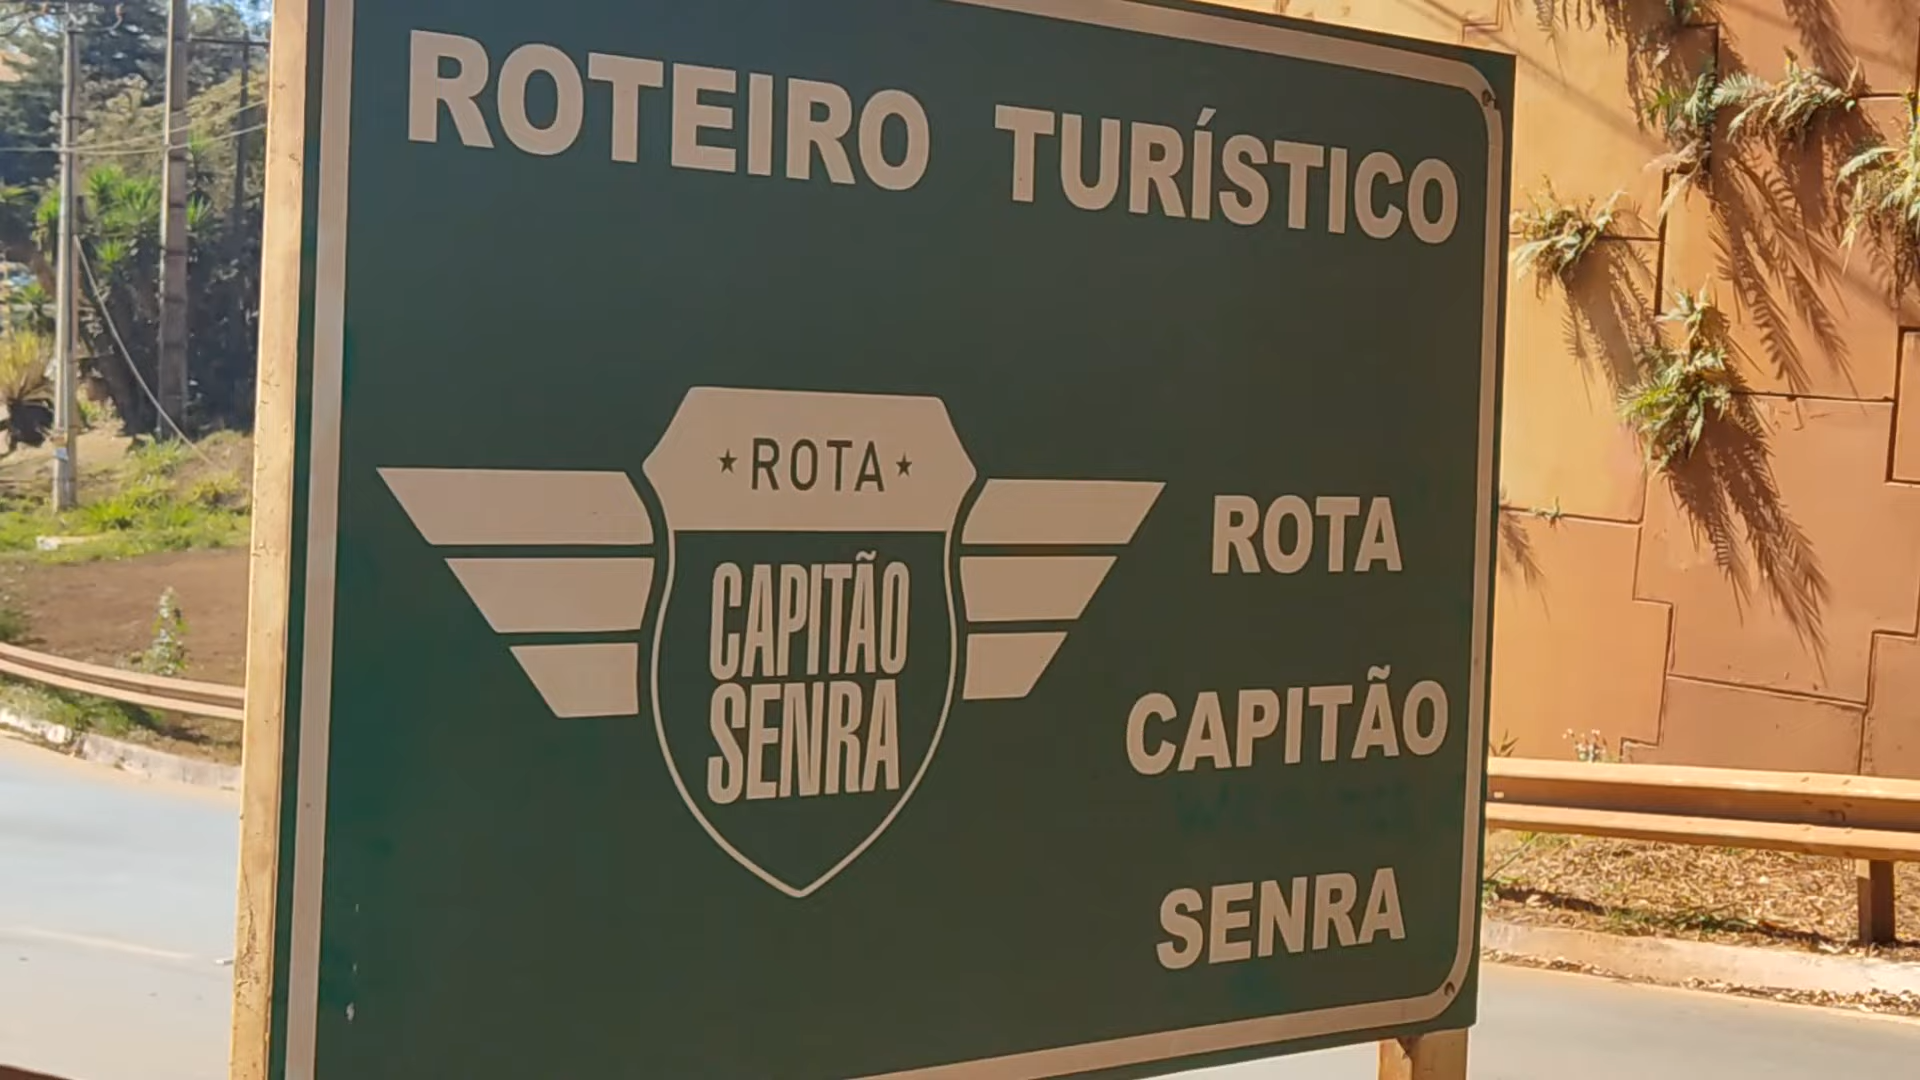 ROTEIRO TURÍSTICO
★ROTA★
CAPITÃO
SENRA
ROTA
CAPITÃO
SENRA